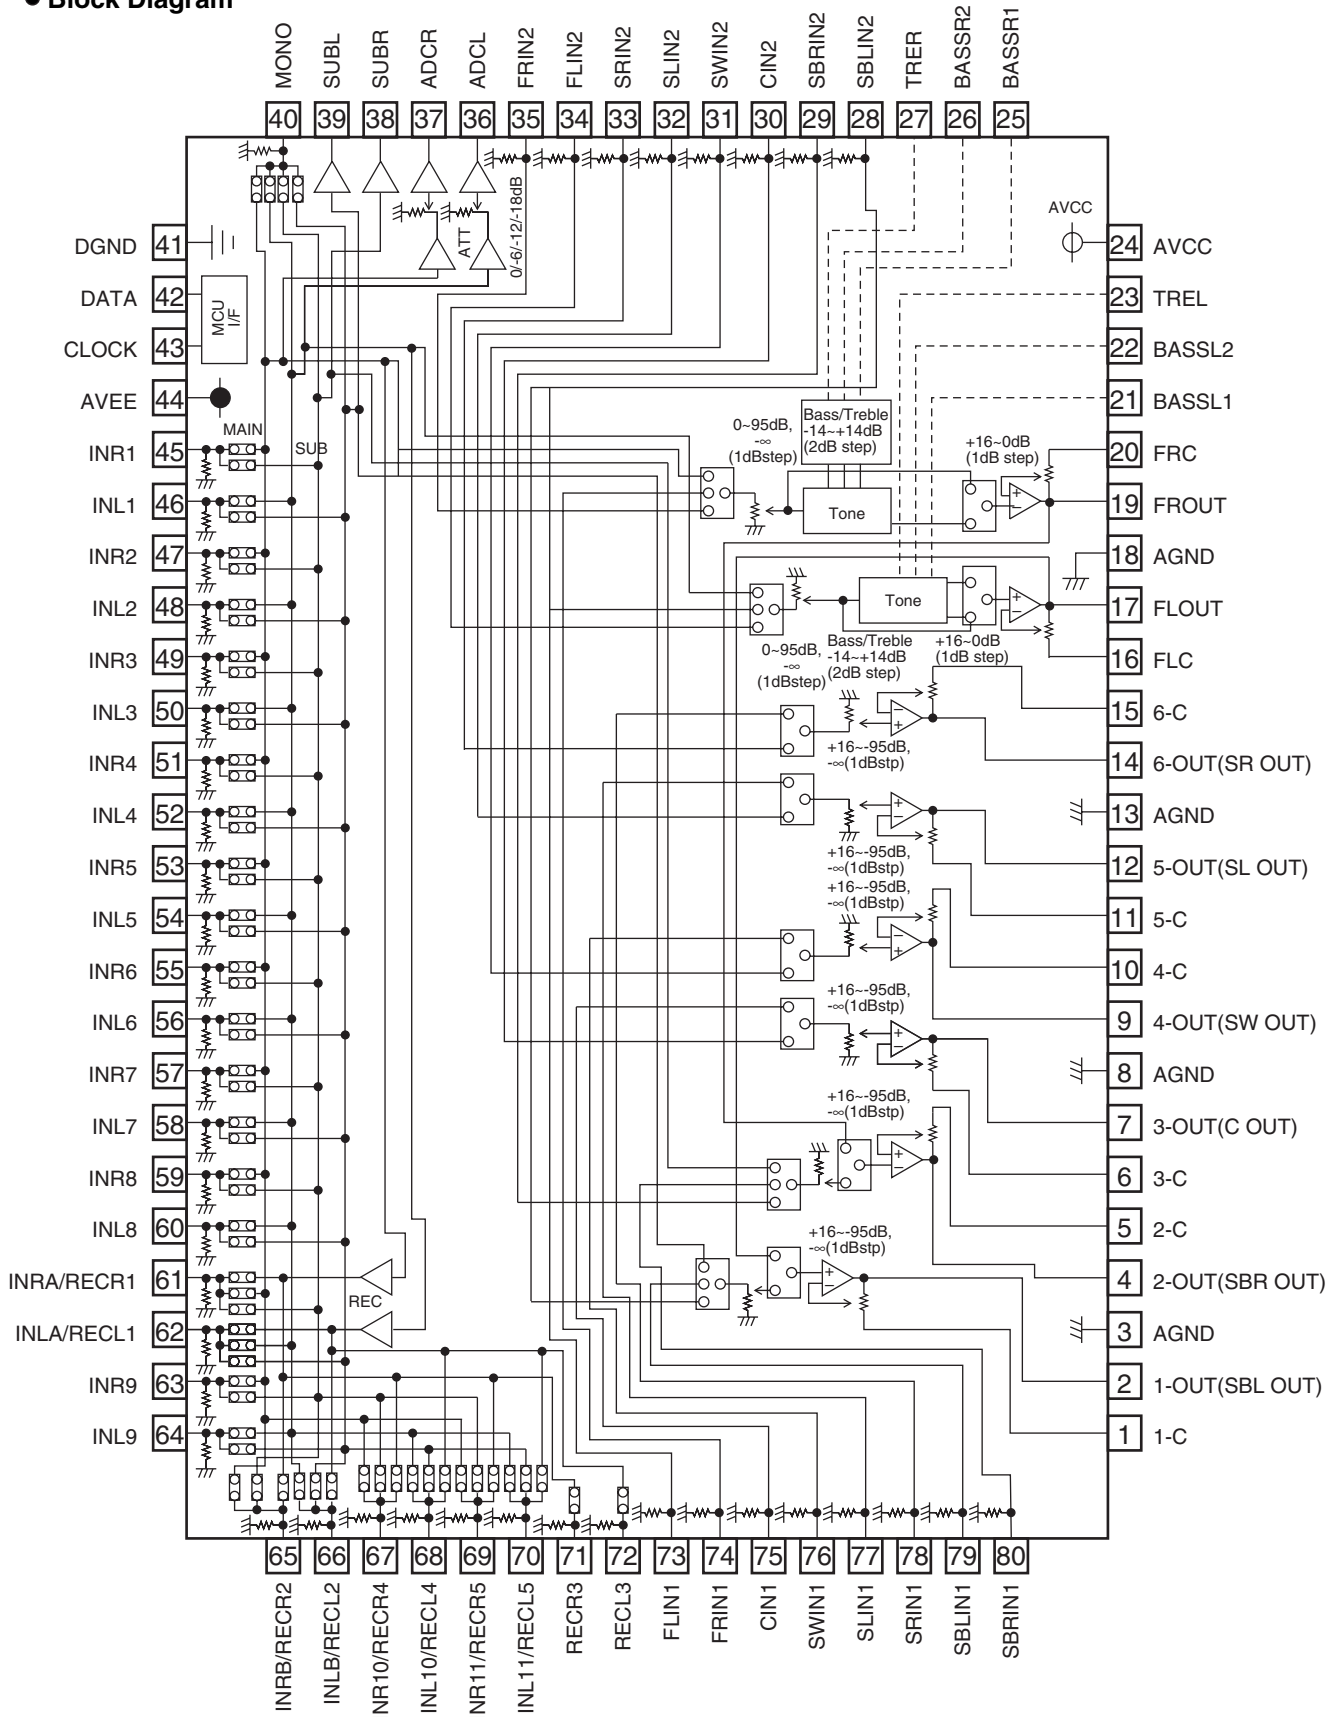 ● Block Diagram
MONO
SUBL
SUBR
ADCR
ADCL
FRIN2
FLIN2
SRIN2
SLIN2
SWIN2
CIN2
SBRIN2
SBLIN2
TRER
BASSR2
BASSR1
40
39
38
37
36
35
34
33
32
31
30
29
28
27
26
25
DGND 41
DATA 42
CLOCK 43
AVEE 44
INR1 45
INL1 46
INR2 47
INL2 48
INR3 49
INL3 50
INR4 51
INL4 52
INR5 53
INL5 54
INR6 55
INL6 56
INR7 57
INL7 58
INR8 59
INL8 60
INRA/RECR1 61
INLA/RECL1 62
INR9 63
INL9 64
MCU
I/F
MAIN
SUB
ATT
0/-6/-12/-18dB
REC
AVCC
0~95dB,
-∞
(1dBstep)
Bass/Treble
-14~+14dB
(2dB step)
+16~0dB
(1dB step)
Tone
Tone
0~95dB,
-∞
(1dBstep)
Bass/Treble
-14~+14dB
(2dB step)
+16~0dB
(1dB step)
+16~-95dB,
-∞(1dBstp)
+16~-95dB,
-∞(1dBstp)
+16~-95dB,
-∞(1dBstp)
+16~-95dB,
-∞(1dBstp)
+16~-95dB,
-∞(1dBstp)
+16~-95dB,
-∞(1dBstp)
24 AVCC
23 TREL
22 BASSL2
21 BASSL1
20 FRC
19 FROUT
18 AGND
17 FLOUT
16 FLC
15 6-C
14 6-OUT(SR OUT)
13 AGND
12 5-OUT(SL OUT)
11 5-C
10 4-C
9 4-OUT(SW OUT)
8 AGND
7 3-OUT(C OUT)
6 3-C
5 2-C
4 2-OUT(SBR OUT)
3 AGND
2 1-OUT(SBL OUT)
1 1-C
65
66
67
68
69
70
71
72
73
74
75
76
77
78
79
80
INRB/RECR2
INLB/RECL2
NR10/RECR4
INL10/RECL4
NR11/RECR5
INL11/RECL5
RECR3
RECL3
FLIN1
FRIN1
CIN1
SWIN1
SLIN1
SRIN1
SBLIN1
SBRIN1